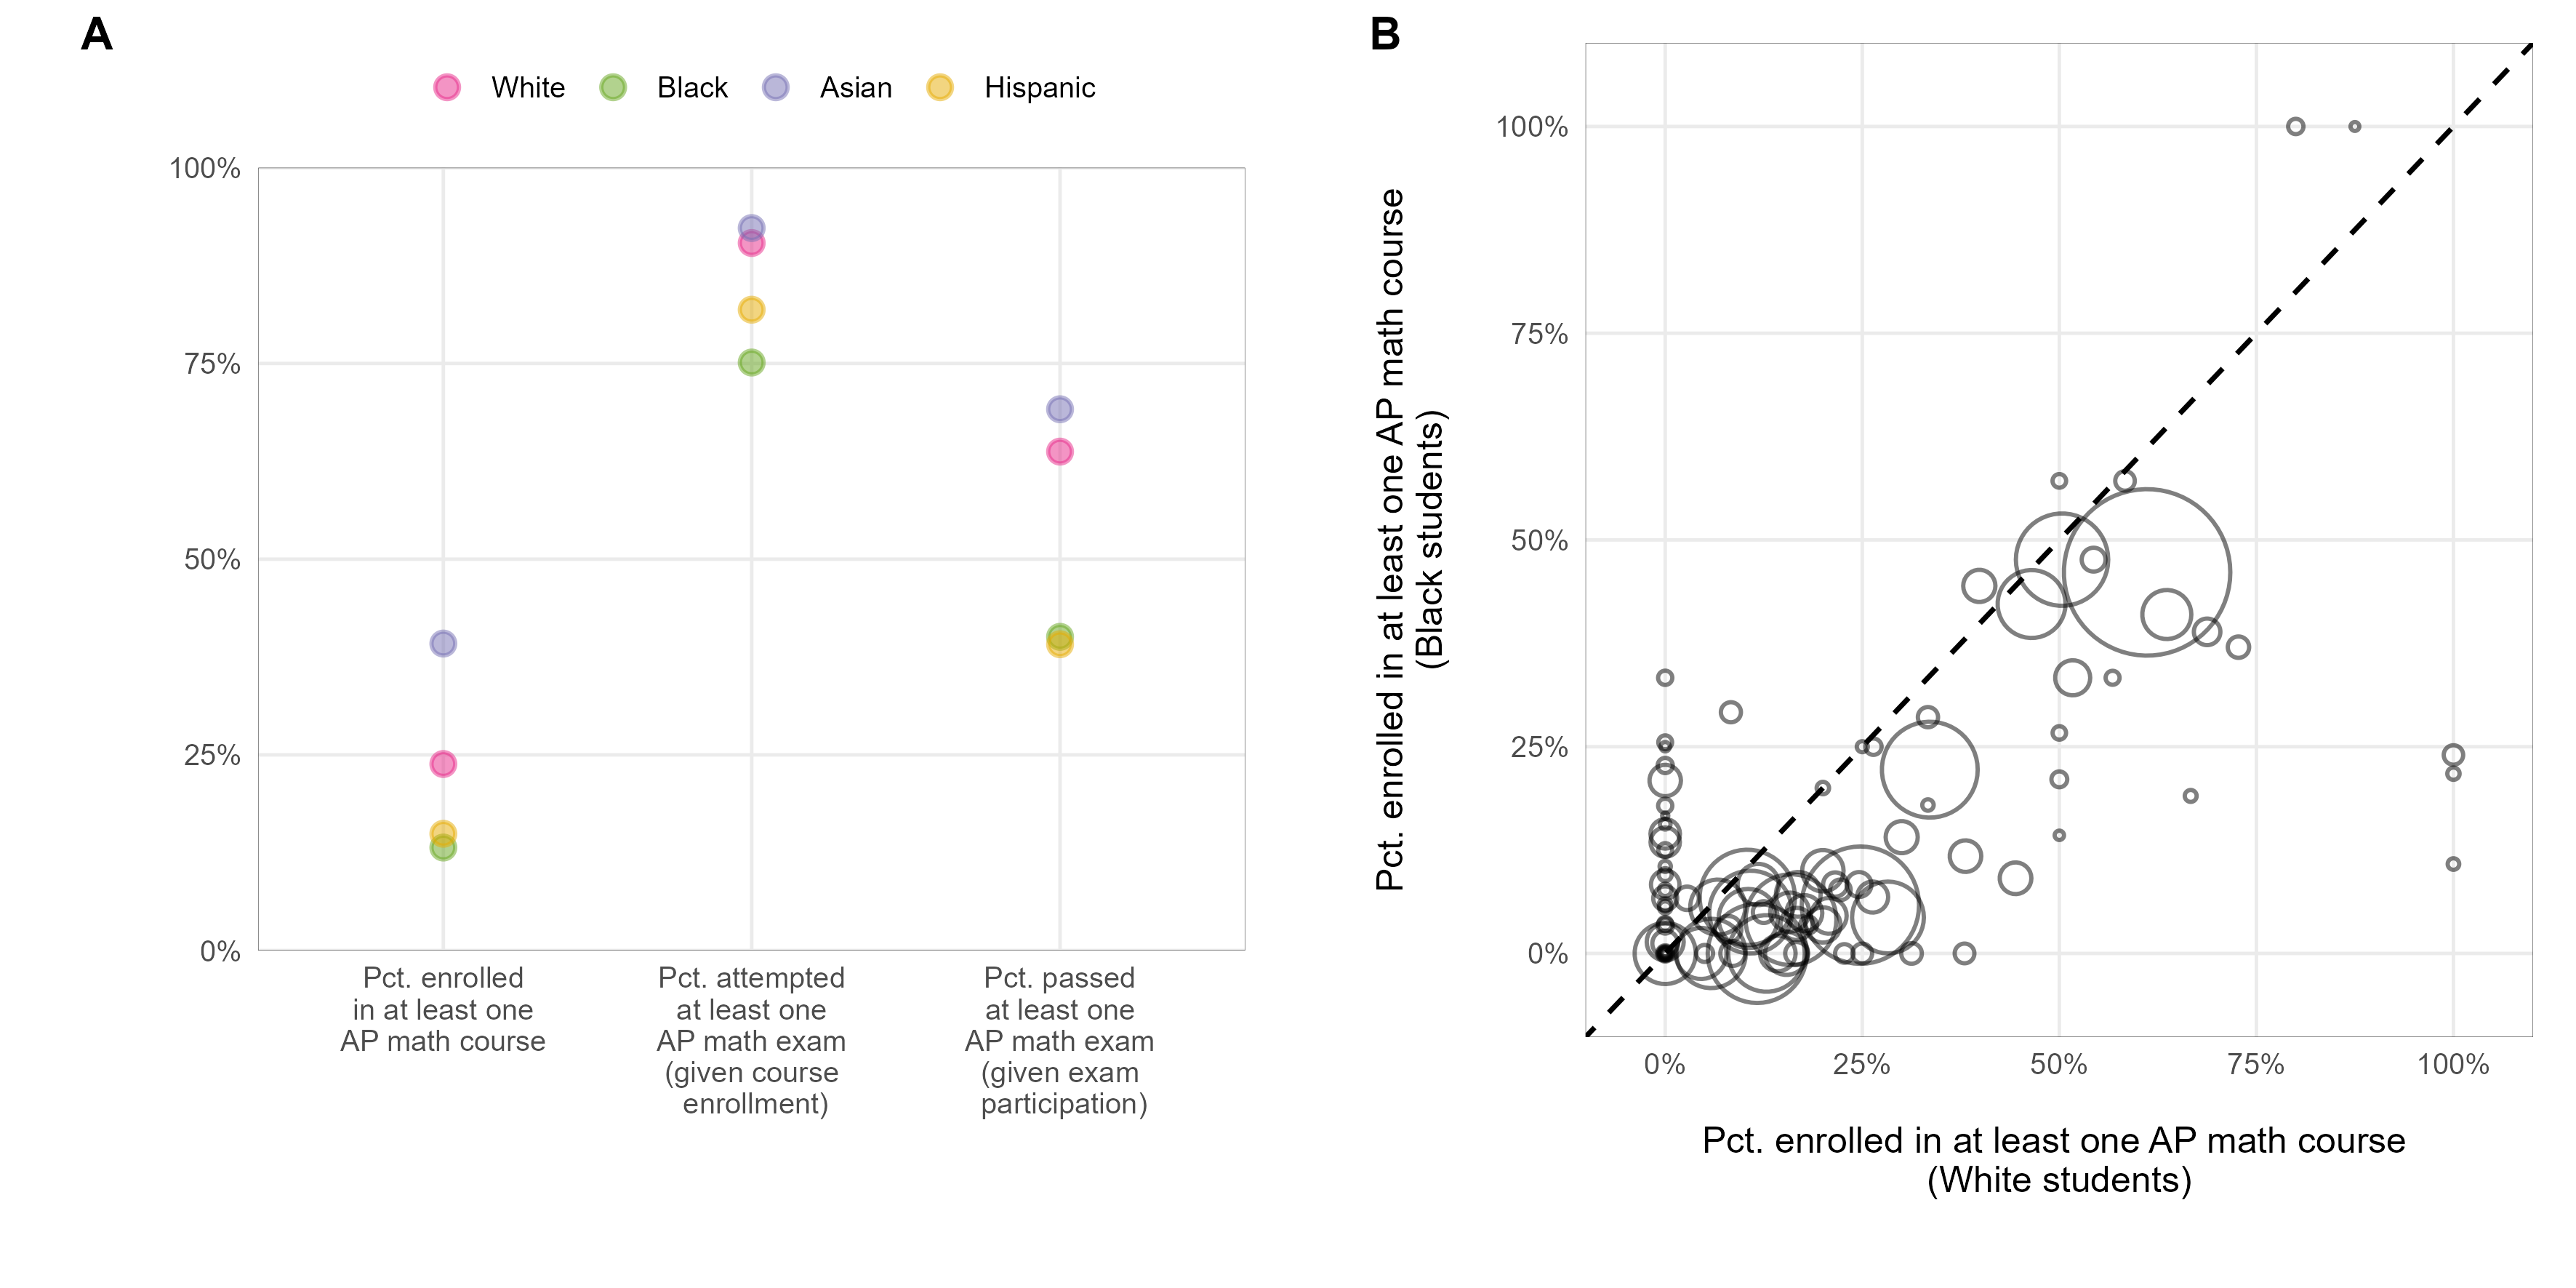 A
White Black Asian Hispanic
100%
75%
50%
25%
0%
Pct. enrolled
in at least one
AP math course
Pct. attempted
at least one
AP math exam
(given course
enrollment)
Pct. passed
at least one
AP math exam
(given exam
participation)
B
Pct. enrolled in at least one AP math course
(Black students)
100%
75%
50%
25%
0%
0% 25% 50% 75% 100%
Pct. enrolled in at least one AP math course
(White students)